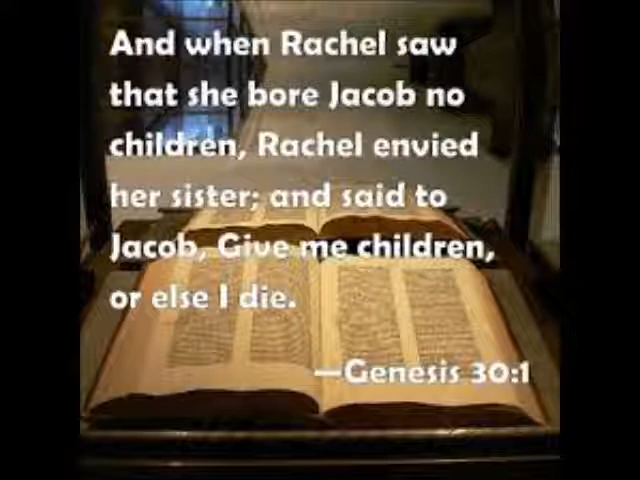 And when Rachel saw
that she bore Jacob no
children, Rachel envied
her sister; and said to
Jacob, Give me children,
or else I die.
—Genesis 30:1